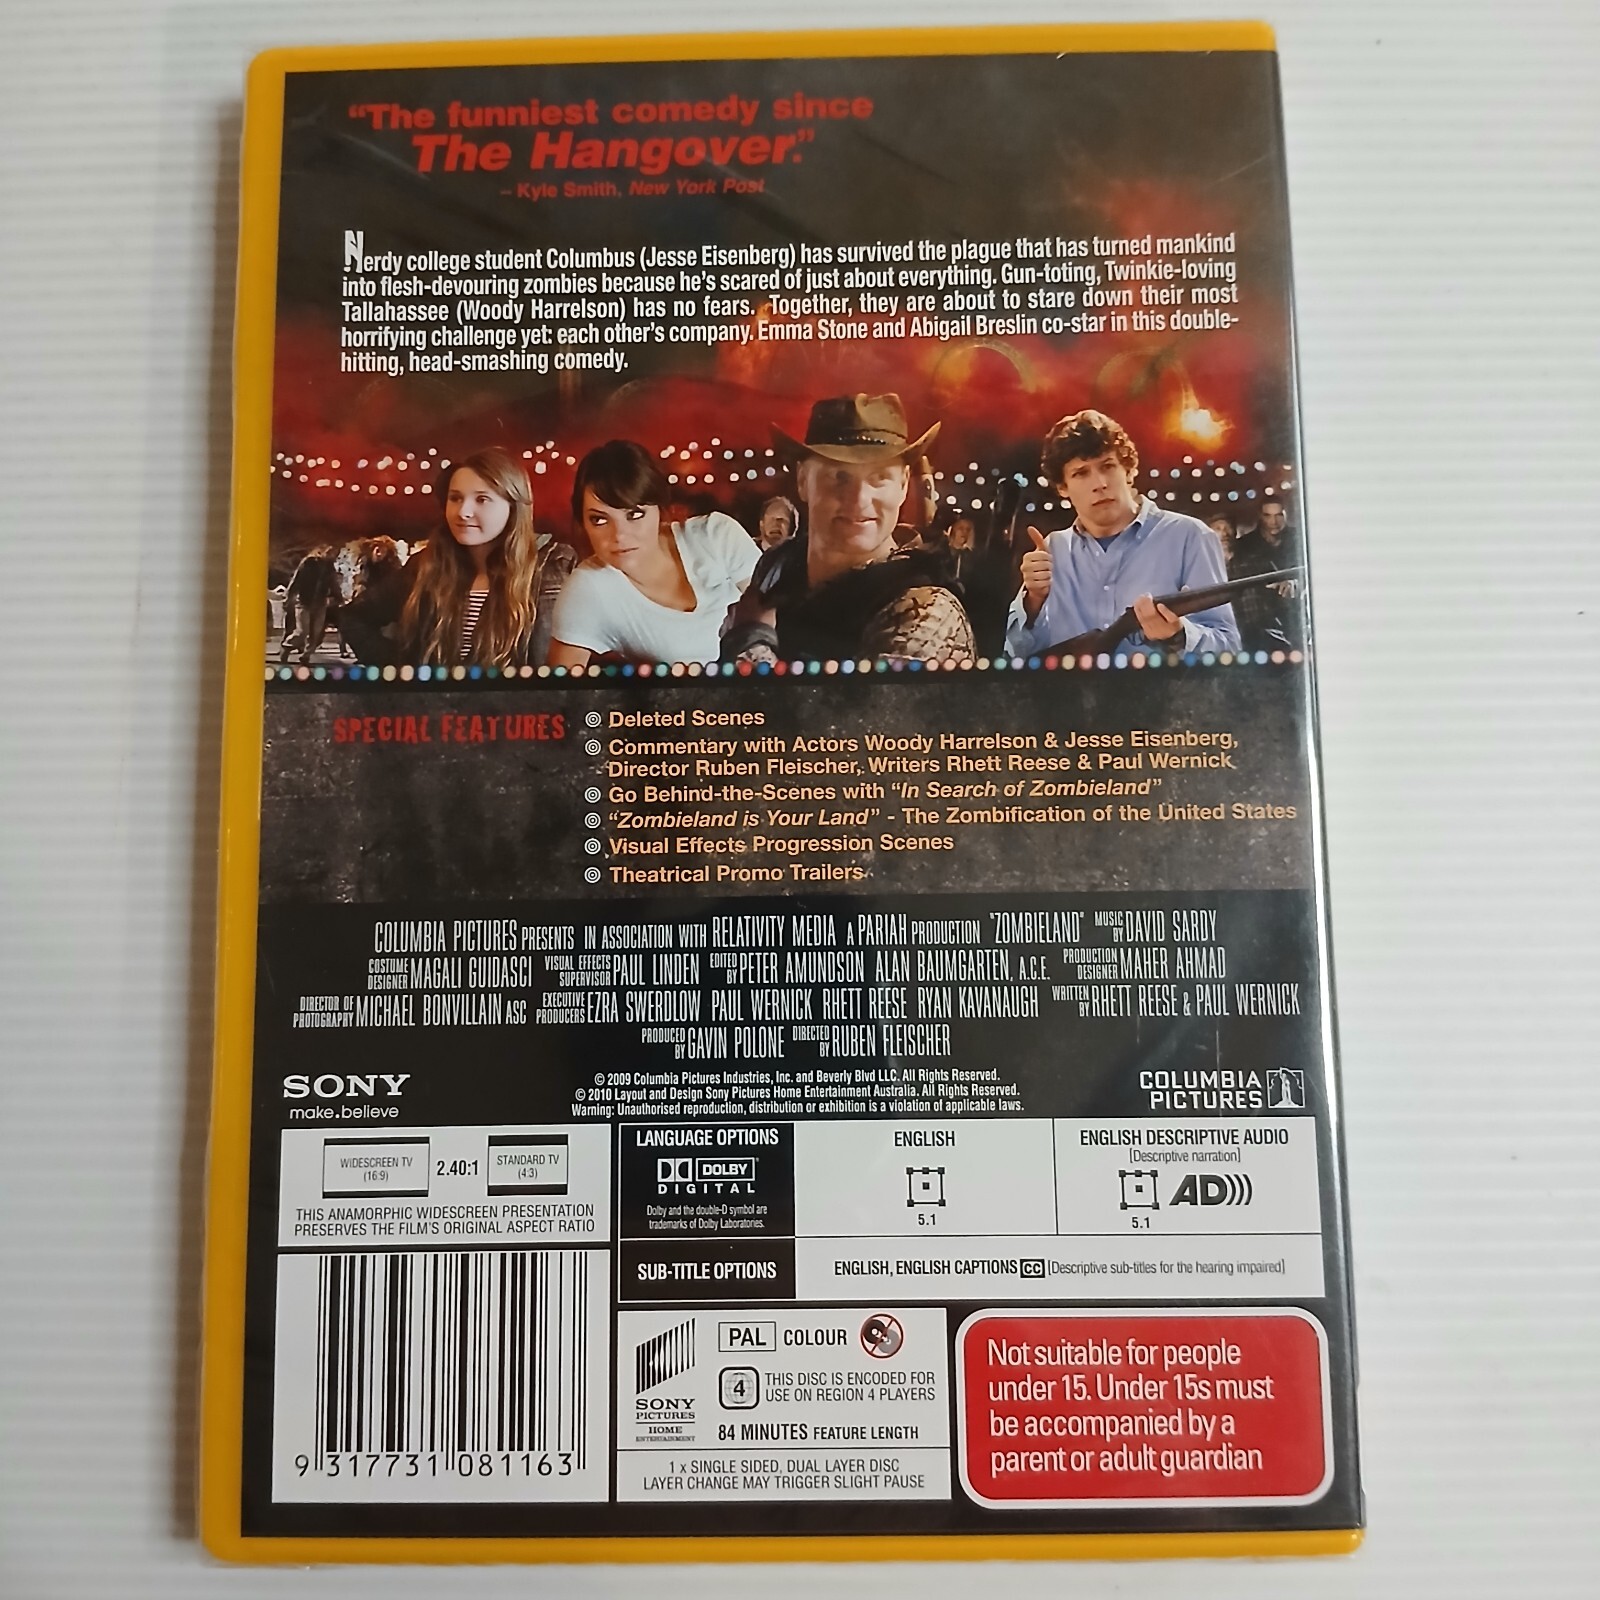 “The funniest comedy since
The Hangover.”
– Kyle Smith, New York Post
Nerdy college student Columbus (Jesse Eisenberg) has survived the plague that has turned mankind
into flesh-devouring zombies because he's scared of just about everything. Gun-toting, Twinkie-loving
Tallahassee (Woody Harrelson) has no fears. Together, they are about to stare down their most
horrifying challenge yet: each other's company. Emma Stone and Abigail Breslin co-star in this double-
hitting, head-smashing comedy.
SPECIAL FEATURES
Deleted Scenes
Commentary with Actors Woody Harrelson & Jesse Eisenberg,
Director Ruben Fleischer, Writers Rhett Reese & Paul Wernick
Go Behind-the-Scenes with “In Search of Zombieland”
“Zombieland is Your Land” - The Zombification of the United States
Visual Effects Progression Scenes
Theatrical Promo Trailers
COLUMBIA PICTURES PRESENTS IN ASSOCIATION WITH RELATIVITY MEDIA A PARIAH PRODUCTION "ZOMBIELAND" MUSIC BY DAVID SARDY
COSTUME DESIGNER MAGALI GUIDASCI VISUAL EFFECTS SUPERVISOR PAUL LINDEN EDITED BY PETER AMUNDSON ALAN BAUMGARTEN, A.C.E. PRODUCTION DESIGNER MAHER AHMAD
DIRECTOR OF PHOTOGRAPHY MICHAEL BONVILLAIN ASC EXECUTIVE PRODUCERS EZRA SWERDLOW PAUL WERNICK RHETT REESE RYAN KAVANAUGH WRITTEN BY RHETT REESE & PAUL WERNICK
PRODUCED BY GAVIN POLONE DIRECTED BY RUBEN FLEISCHER
SONY
make.believe
© 2009 Columbia Pictures Industries, Inc. and Beverly Blvd LLC. All Rights Reserved.
© 2010 Layout and Design Sony Pictures Home Entertainment Australia. All Rights Reserved.
Warning: Unauthorised reproduction, distribution or exhibition is a violation of applicable laws.
COLUMBIA
PICTURES
WIDESCREEN TV
(16:9)
2.40:1
STANDARD TV
(4:3)
THIS ANAMORPHIC WIDESCREEN PRESENTATION
PRESERVES THE FILM'S ORIGINAL ASPECT RATIO
LANGUAGE OPTIONS
DOLBY
DIGITAL
Dolby and the double-D symbol are
trademarks of Dolby Laboratories.
ENGLISH
5.1
ENGLISH DESCRIPTIVE AUDIO
[Descriptive narration]
5.1
AD)))
SUB-TITLE OPTIONS
ENGLISH, ENGLISH CAPTIONS CC [Descriptive sub-titles for the hearing impaired]
9 317731 081163
SONY
PICTURES
HOME
ENTERTAINMENT
PAL COLOUR
4
THIS DISC IS ENCODED FOR
USE ON REGION 4 PLAYERS
84 MINUTES FEATURE LENGTH
1 x SINGLE SIDED, DUAL LAYER DISC
LAYER CHANGE MAY TRIGGER SLIGHT PAUSE
Not suitable for people
under 15. Under 15s must
be accompanied by a
parent or adult guardian